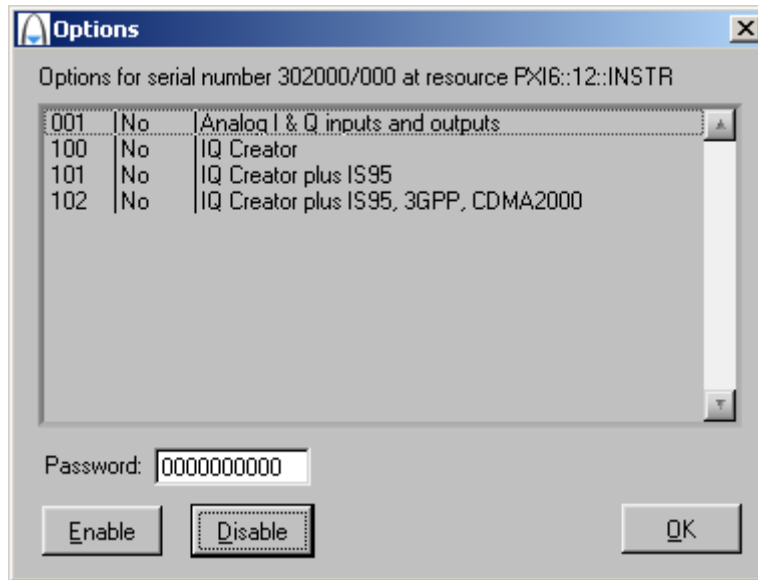 Options
Options for serial number 302000/000 at resource PXI6::12::INSTR
001 No Analog I & Q inputs and outputs
100 No IQ Creator
101 No IQ Creator plus IS95
102 No IQ Creator plus IS95, 3GPP, CDMA2000
Password: 0000000000
Enable Disable OK